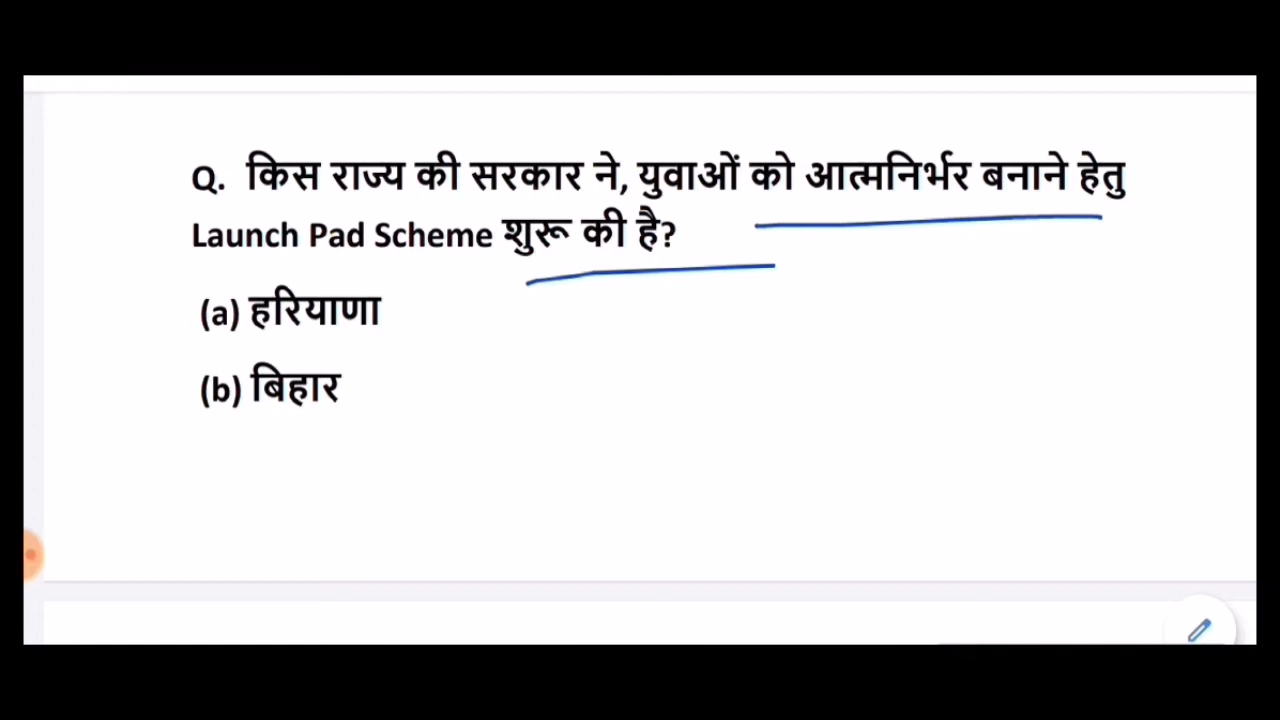 Q. किस राज्य की सरकार ने, युवाओं को आत्मनिर्भर बनाने हेतु
Launch Pad Scheme शुरू की है?
(a) हरियाणा
(b) बिहार